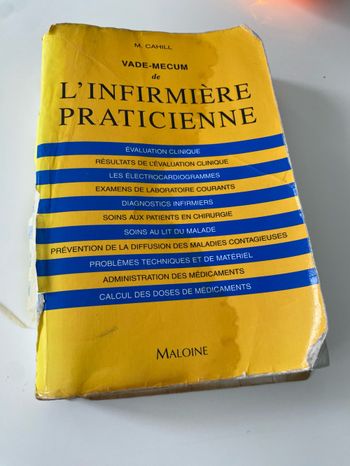 M. CAHILL
VADE-MECUM
de
L'INFIRMIÈRE
PRATICIENNE
ÉVALUATION CLINIQUE
RÉSULTATS DE L'ÉVALUATION CLINIQUE
LES ÉLECTROCARDIOGRAMMES
EXAMENS DE LABORATOIRE COURANTS
DIAGNOSTICS INFIRMIERS
SOINS AUX PATIENTS EN CHIRURGIE
SOINS AU LIT DU MALADE
PRÉVENTION DE LA DIFFUSION DES MALADIES CONTAGIEUSES
PROBLÈMES TECHNIQUES ET DE MATÉRIEL
ADMINISTRATION DES MÉDICAMENTS
CALCUL DES DOSES DE MÉDICAMENTS
MALOINE